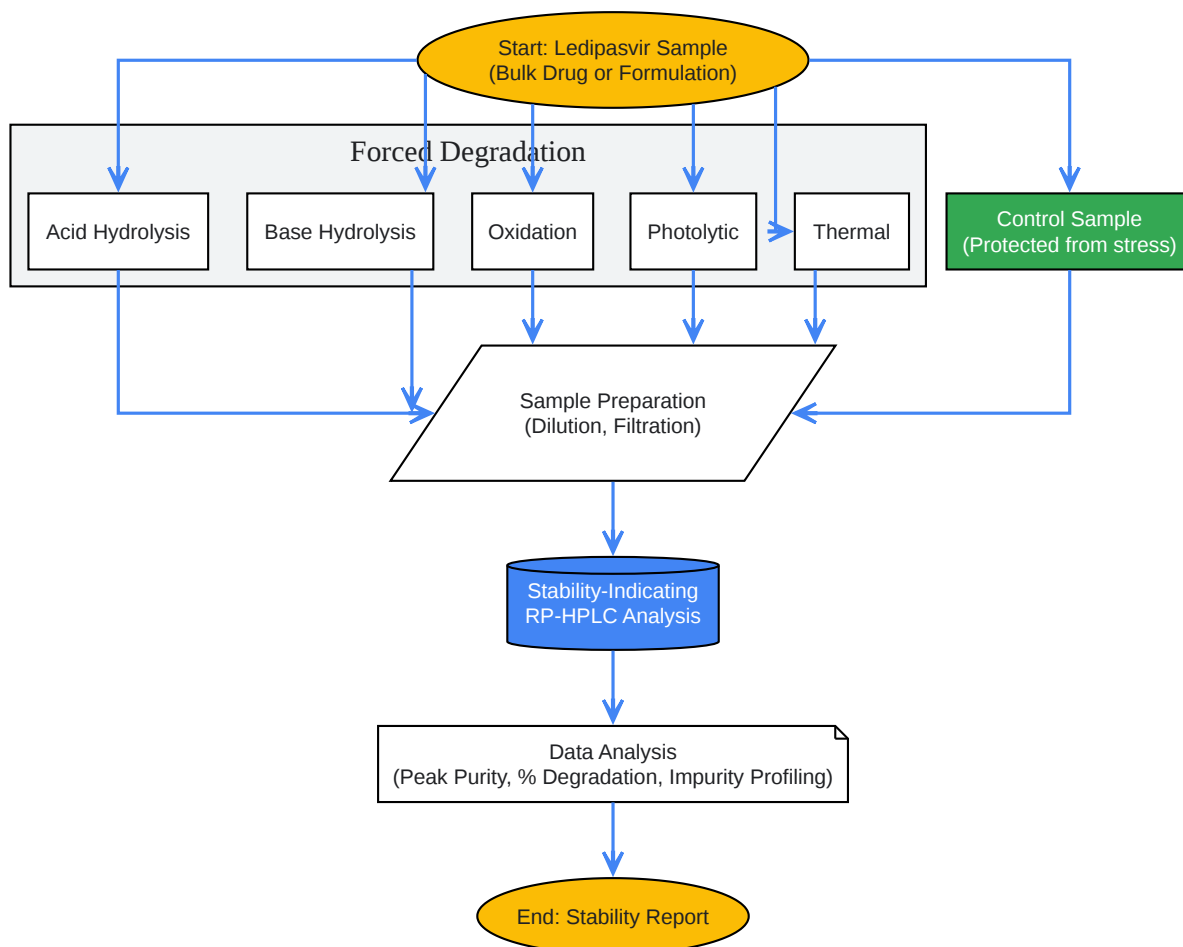 Start: Ledipasvir Sample
(Bulk Drug or Formulation)
Forced Degradation
Acid Hydrolysis
Base Hydrolysis
Oxidation
Photolytic
Thermal
Control Sample
(Protected from stress)
Sample Preparation
(Dilution, Filtration)
Stability-Indicating
RP-HPLC Analysis
Data Analysis
(Peak Purity, % Degradation, Impurity Profiling)
End: Stability Report